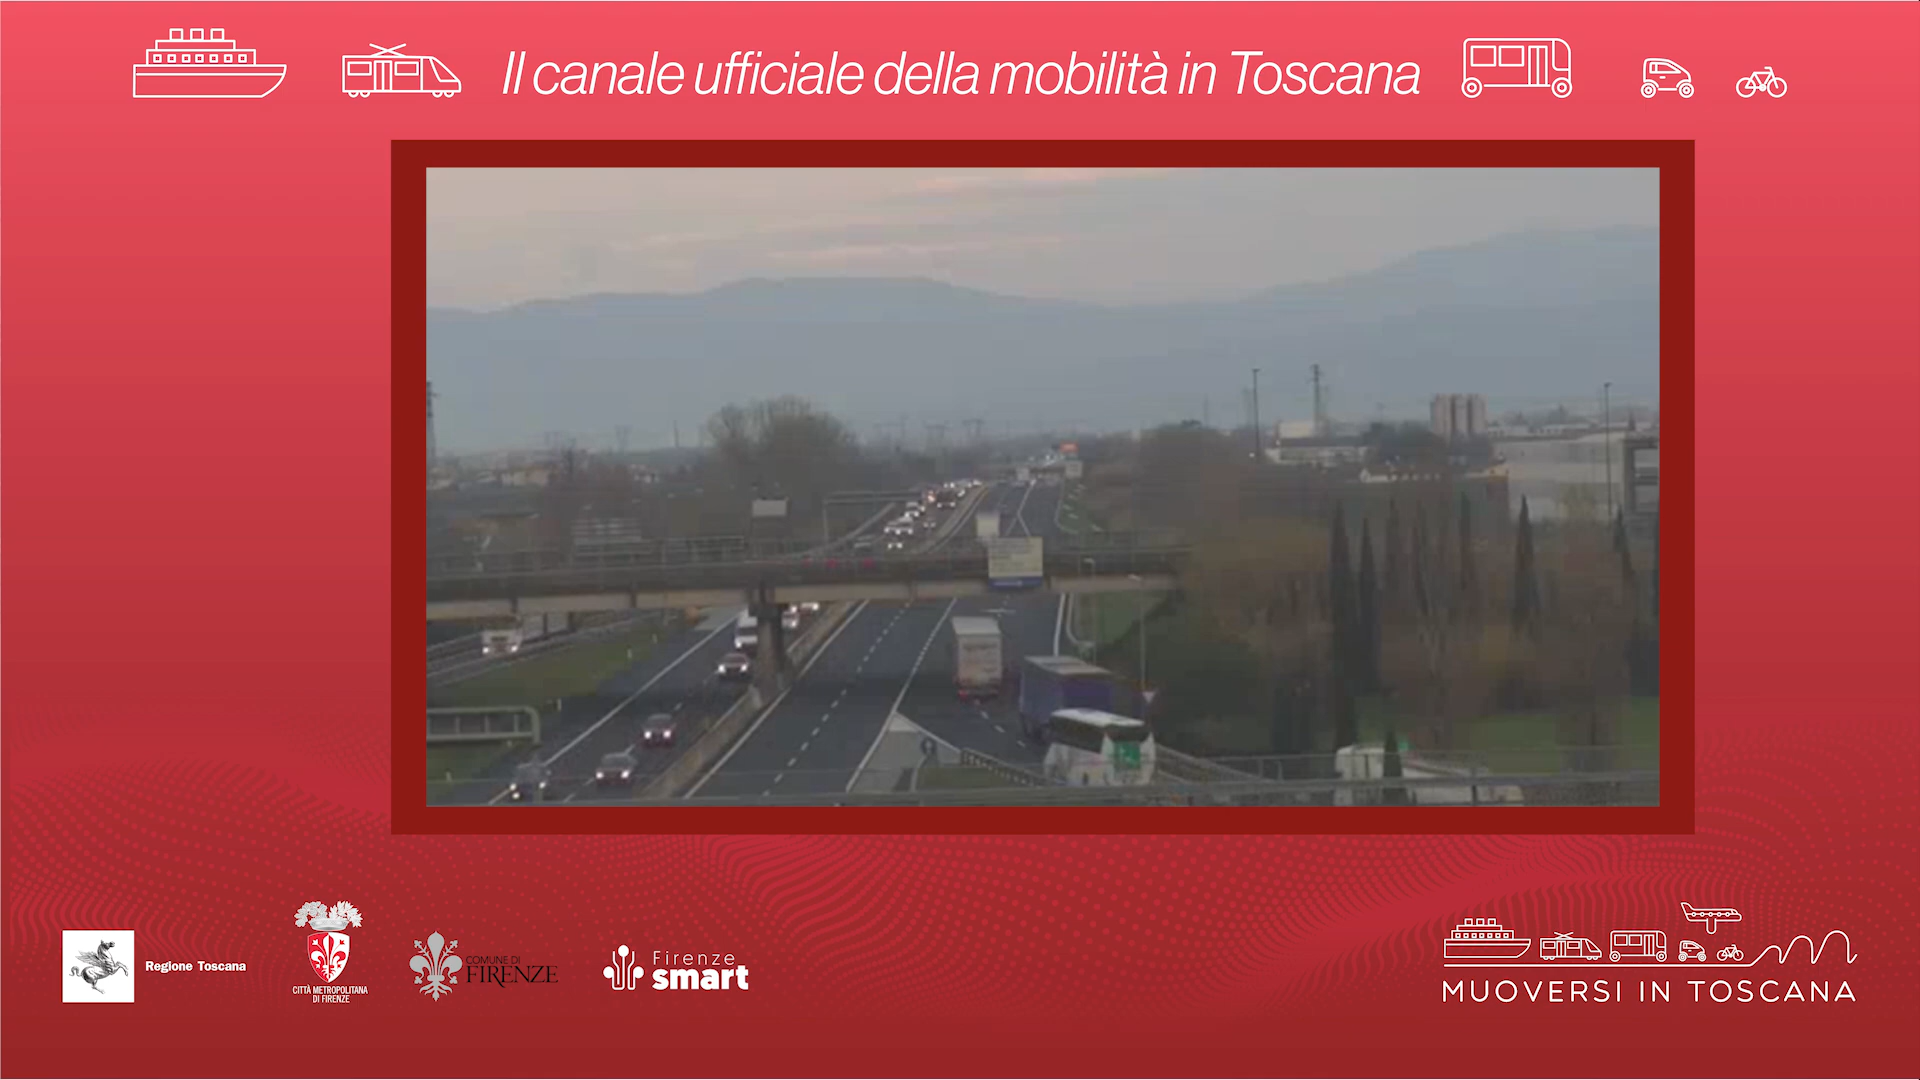 Il canale ufficiale della mobilità in Toscana
Regione Toscana
CITTÀ METROPOLITANA
DI FIRENZE
COMUNE DI
FIRENZE
Firenze
smart
MUOVERSI IN TOSCANA